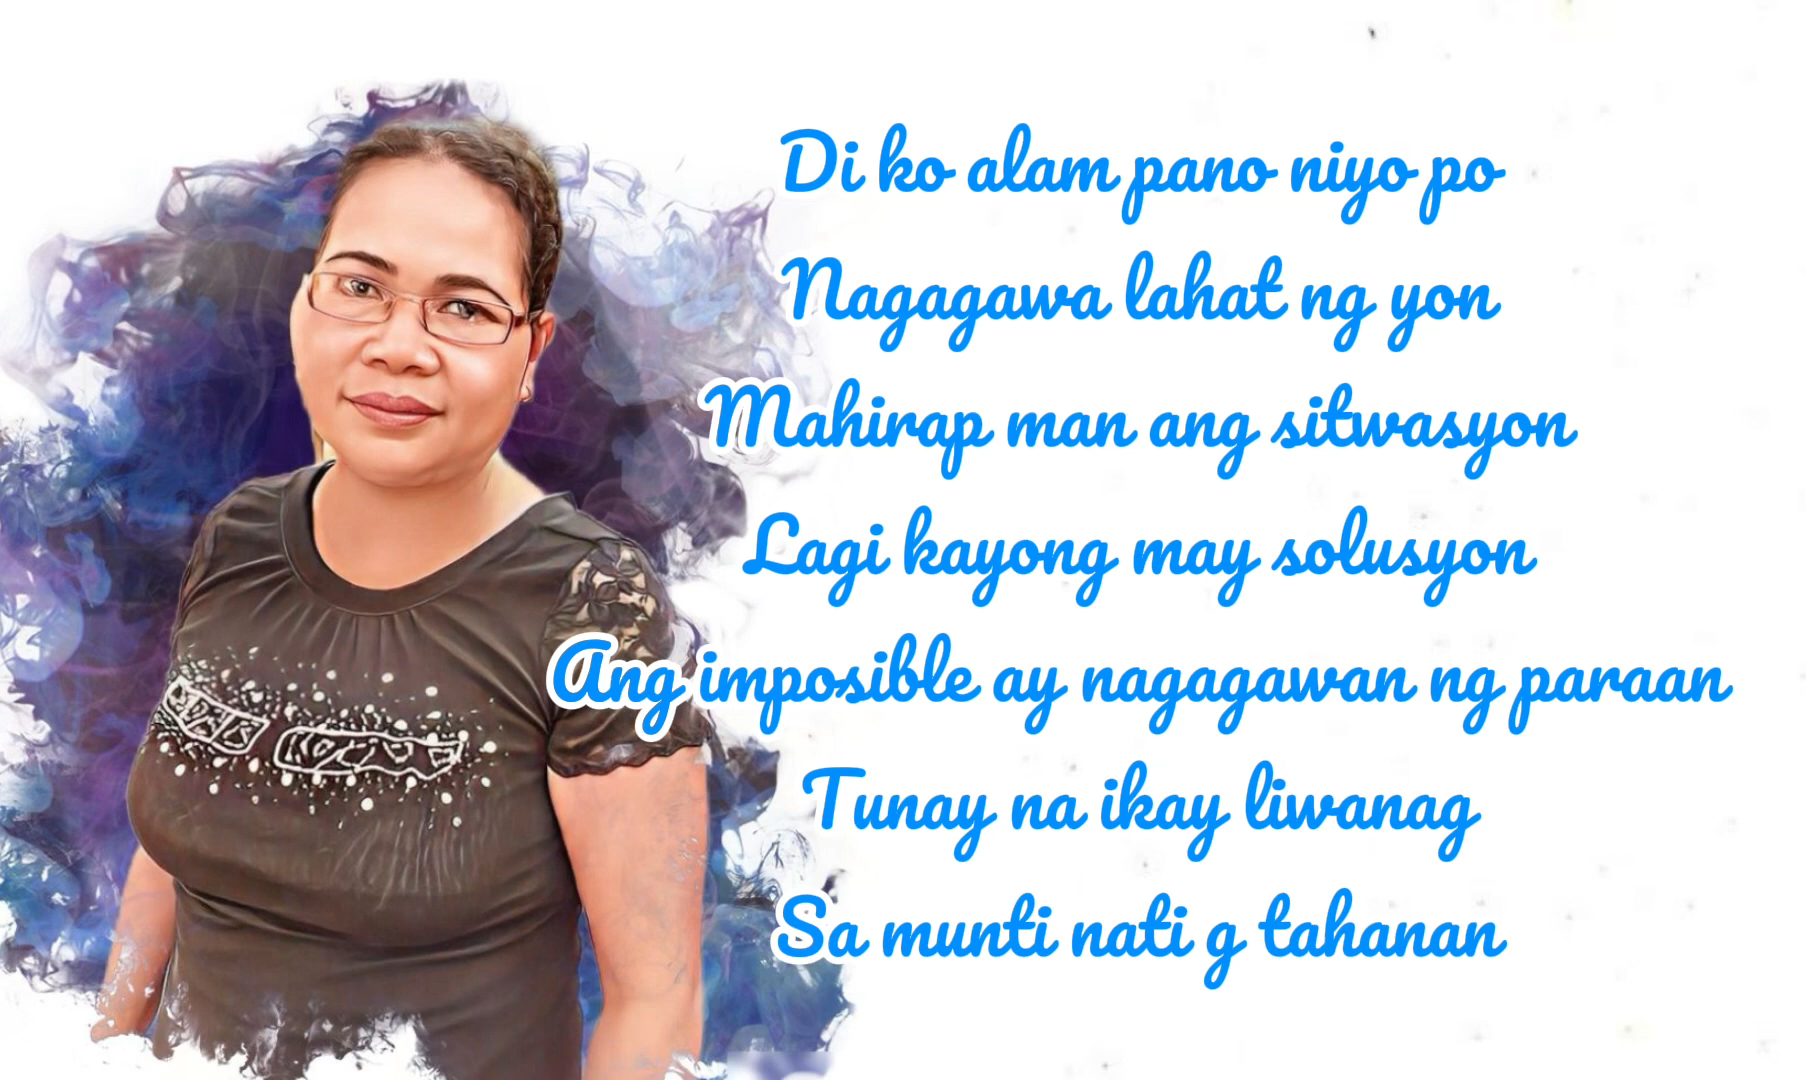 Di ko alam pano niyo po
Nagagawa lahat ng yon
Mahirap man ang sitwasyon
Lagi kayong may solusyon
Ang imposible ay nagagawan ng paraan
Tunay na ikay liwanag
Sa munti nati g tahanan